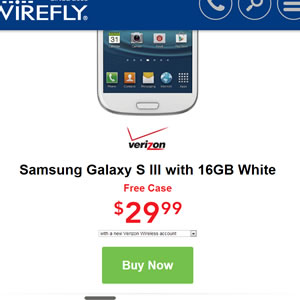 VIREFLY
verizon
Samsung Galaxy S III with 16GB White
Free Case
$29.99
with a new Verizon Wireless account
Buy Now